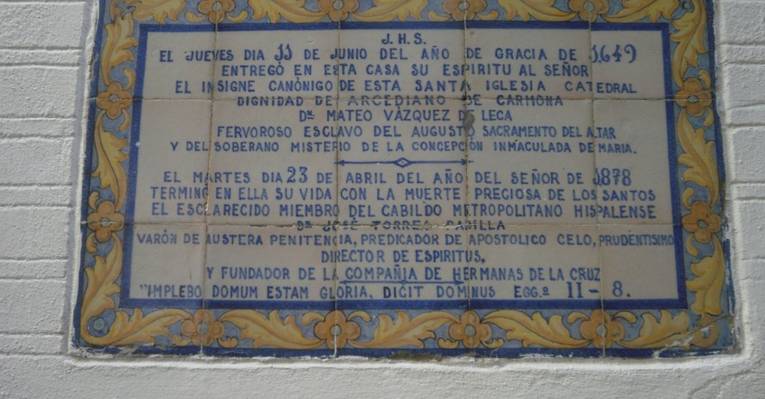 J.H.S.
EL JUEVES DIA 11 DE JUNIO DEL AÑO DE GRACIA DE 1649
ENTREGÓ EN ESTA CASA SU ESPIRITU AL SEÑOR
EL INSIGNE CANÓNIGO DE ESTA SANTA IGLESIA CATEDRAL
DIGNIDAD DE ARCEDIANO DE CARMONA
DN. MATEO VÁZQUEZ DE LECA
FERVOROSO ESCLAVO DEL AUGUSTO SACRAMENTO DEL ALTAR
Y DEL SOBERANO MISTERIO DE LA CONCEPCION INMACULADA DE MARIA.
EL MARTES DIA 23 DE ABRIL DEL AÑO DEL SEÑOR DE 1878
TERMINÓ EN ELLA SU VIDA CON LA MUERTE PRECIOSA DE LOS SANTOS
EL ESCLARECIDO MIEMBRO DEL CABILDO METROPOLITANO HISPALENSE
DN. JOSÉ TORRES PADILLA
VARÓN DE AUSTERA PENITENCIA, PREDICADOR DE APOSTOLICO CELO, PRUDENTISIMO
DIRECTOR DE ESPIRITUS,
Y FUNDADOR DE LA COMPAÑIA DE HERMANAS DE LA CRUZ
"IMPLEBO DOMUM ESTAM GLORIA, DICIT DOMINUS EGG.ª 11-8.